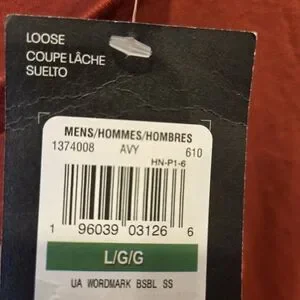 LOOSE
COUPE LÂCHE
SUELTO
MENS/HOMMES/HOMBRES
1374008 AVY 610
HN-P1-6
1 96039 03126 6
L/G/G
UA WORDMARK BSBL SS